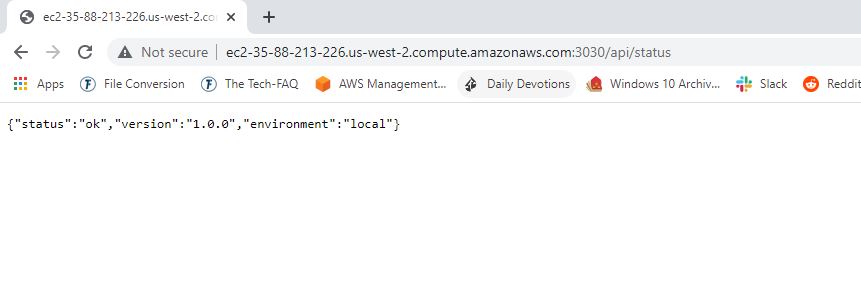 ec2-35-88-213-226.us-west-2.co
Not secure ec2-35-88-213-226.us-west-2.compute.amazonaws.com:3030/api/status
Apps File Conversion The Tech-FAQ AWS Management... Daily Devotions Windows 10 Archiv... Slack Reddit
{"status":"ok","version":"1.0.0","environment":"local"}